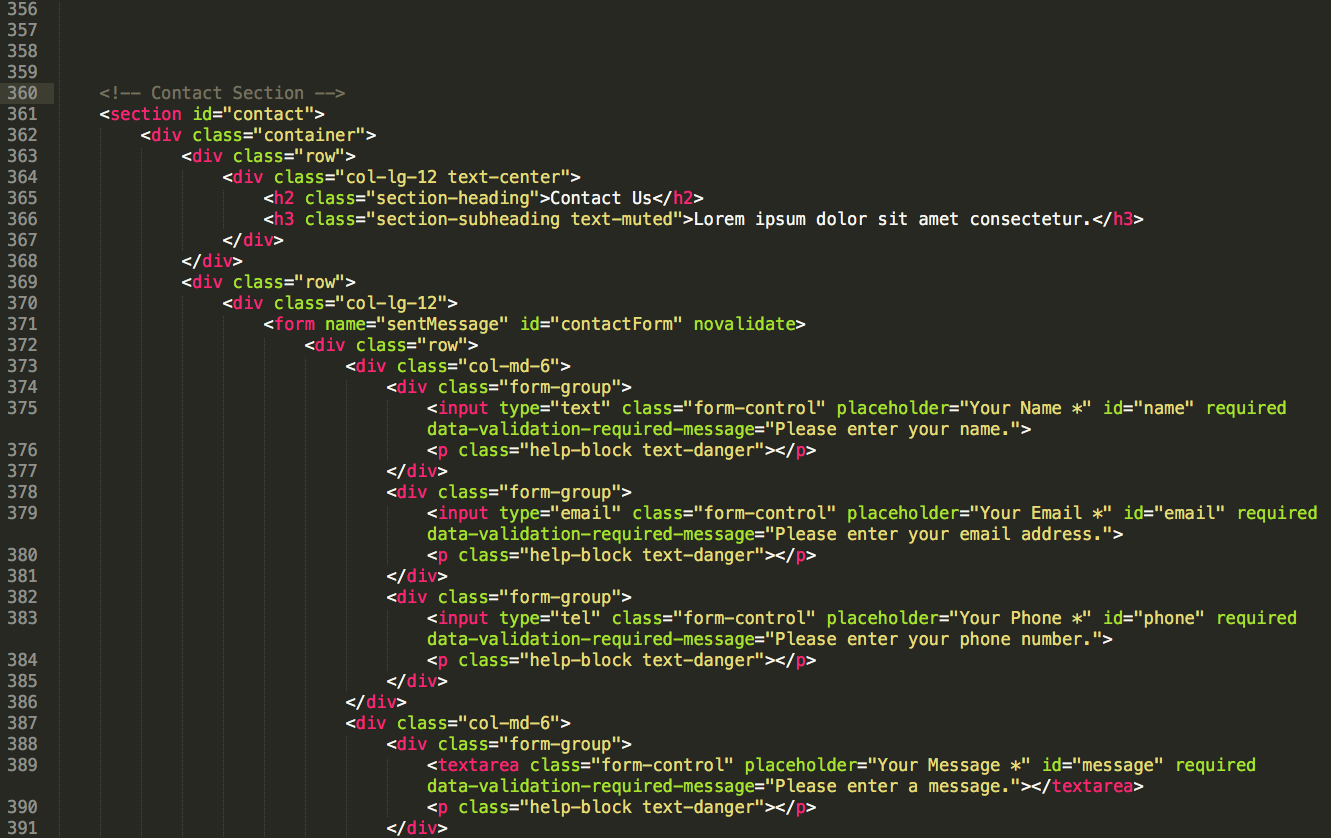 356
357
358
359
360 <!-- Contact Section -->
361 <section id="contact">
362 <div class="container">
363 <div class="row">
364 <div class="col-lg-12 text-center">
365 <h2 class="section-heading">Contact Us</h2>
366 <h3 class="section-subheading text-muted">Lorem ipsum dolor sit amet consectetur.</h3>
367 </div>
368 </div>
369 <div class="row">
370 <div class="col-lg-12">
371 <form name="sentMessage" id="contactForm" novalidate>
372 <div class="row">
373 <div class="col-md-6">
374 <div class="form-group">
375 <input type="text" class="form-control" placeholder="Your Name *" id="name" required
data-validation-required-message="Please enter your name.">
376 <p class="help-block text-danger"></p>
377 </div>
378 <div class="form-group">
379 <input type="email" class="form-control" placeholder="Your Email *" id="email" required
data-validation-required-message="Please enter your email address.">
380 <p class="help-block text-danger"></p>
381 </div>
382 <div class="form-group">
383 <input type="tel" class="form-control" placeholder="Your Phone *" id="phone" required
data-validation-required-message="Please enter your phone number.">
384 <p class="help-block text-danger"></p>
385 </div>
386 </div>
387 <div class="col-md-6">
388 <div class="form-group">
389 <textarea class="form-control" placeholder="Your Message *" id="message" required
data-validation-required-message="Please enter a message."></textarea>
390 <p class="help-block text-danger"></p>
391 </div>